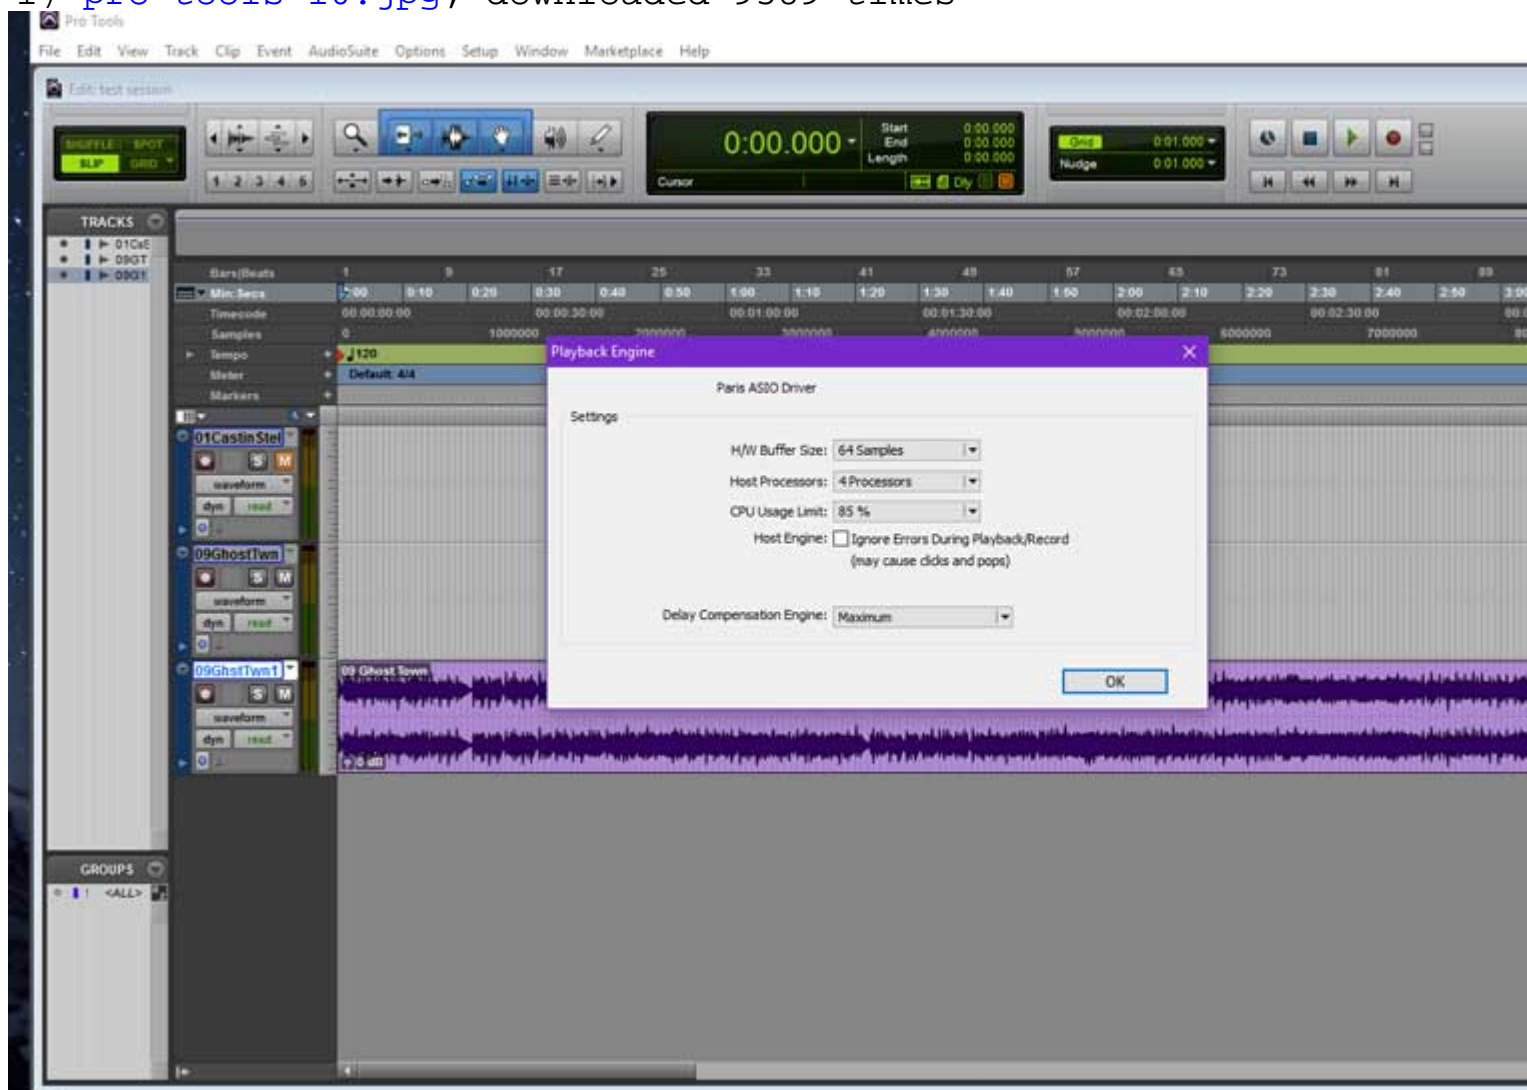 Pro Tools
File Edit View Track Clip Event AudioSuite Options Setup Window Marketplace Help
Edit: test session
SHUFFLE SPOT
SLIP GRID
1 2 3 4 5
0:00.000
Start 0:00.000
End 0:00.000
Length 0:00.000
Cursor
Dly
Grid 0:01.000
Nudge 0:01.000
TRACKS
01CsS
09GT
09GT
Bars|Beats 1 9 17 25 33 41 49 57 65 73 81 89
Min:Secs 0:00 0:10 0:20 0:30 0:40 0:50 1:00 1:10 1:20 1:30 1:40 1:50 2:00 2:10 2:20 2:30 2:40 2:50 3:00
Timecode 00:00:00:00 00:00:30:00 00:01:00:00 00:01:30:00 00:02:00:00 00:02:30:00
Samples 0 1000000 2000000 3000000 4000000 5000000 6000000 7000000
Tempo 120
Meter Default: 4/4
Markers
Playback Engine
Paris ASIO Driver
Settings
H/W Buffer Size: 64 Samples
Host Processors: 4 Processors
CPU Usage Limit: 85 %
Host Engine: Ignore Errors During Playback/Record
(may cause clicks and pops)
Delay Compensation Engine: Maximum
OK
01CastinStel
S M
waveform
dyn read
09GhostTwn
S M
waveform
dyn read
09GhstTwn1
S M
waveform
dyn read
09 Ghost Town
0 dB
GROUPS
! <ALL>